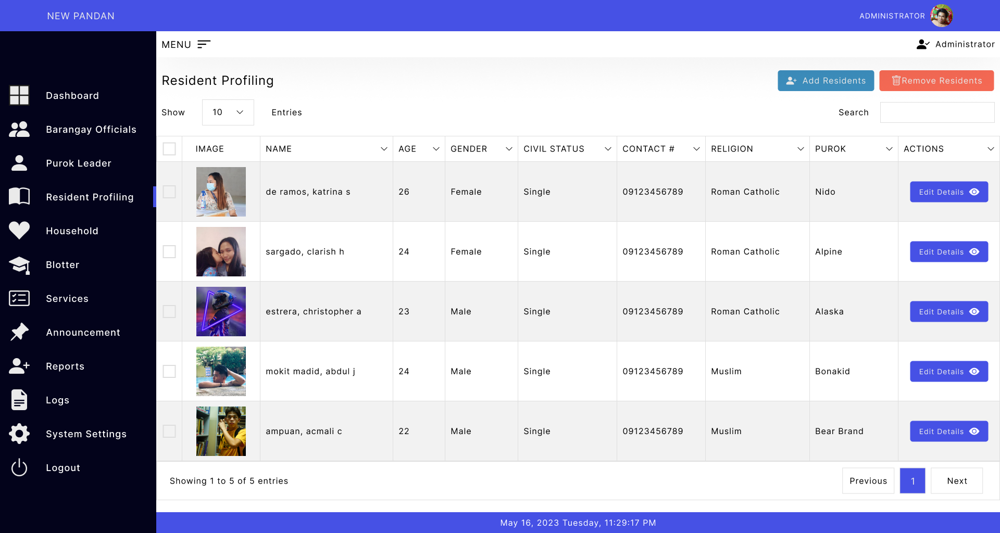 NEW PANDAN
ADMINISTRATOR
MENU
Administrator
Dashboard
Barangay Officials
Purok Leader
Resident Profiling
Household
Blotter
Services
Announcement
Reports
Logs
System Settings
Logout
Resident Profiling
Add Residents
Remove Residents
Show 10 Entries
Search
IMAGE NAME AGE GENDER CIVIL STATUS CONTACT # RELIGION PUROK ACTIONS
de ramos, katrina s 26 Female Single 09123456789 Roman Catholic Nido Edit Details
sargado, clarish h 24 Female Single 09123456789 Roman Catholic Alpine Edit Details
estrera, christopher a 23 Male Single 09123456789 Roman Catholic Alaska Edit Details
mokit madid, abdul j 24 Male Single 09123456789 Muslim Bonakid Edit Details
ampuan, acmali c 22 Male Single 09123456789 Muslim Bear Brand Edit Details
Showing 1 to 5 of 5 entries
Previous 1 Next
May 16, 2023 Tuesday, 11:29:17 PM